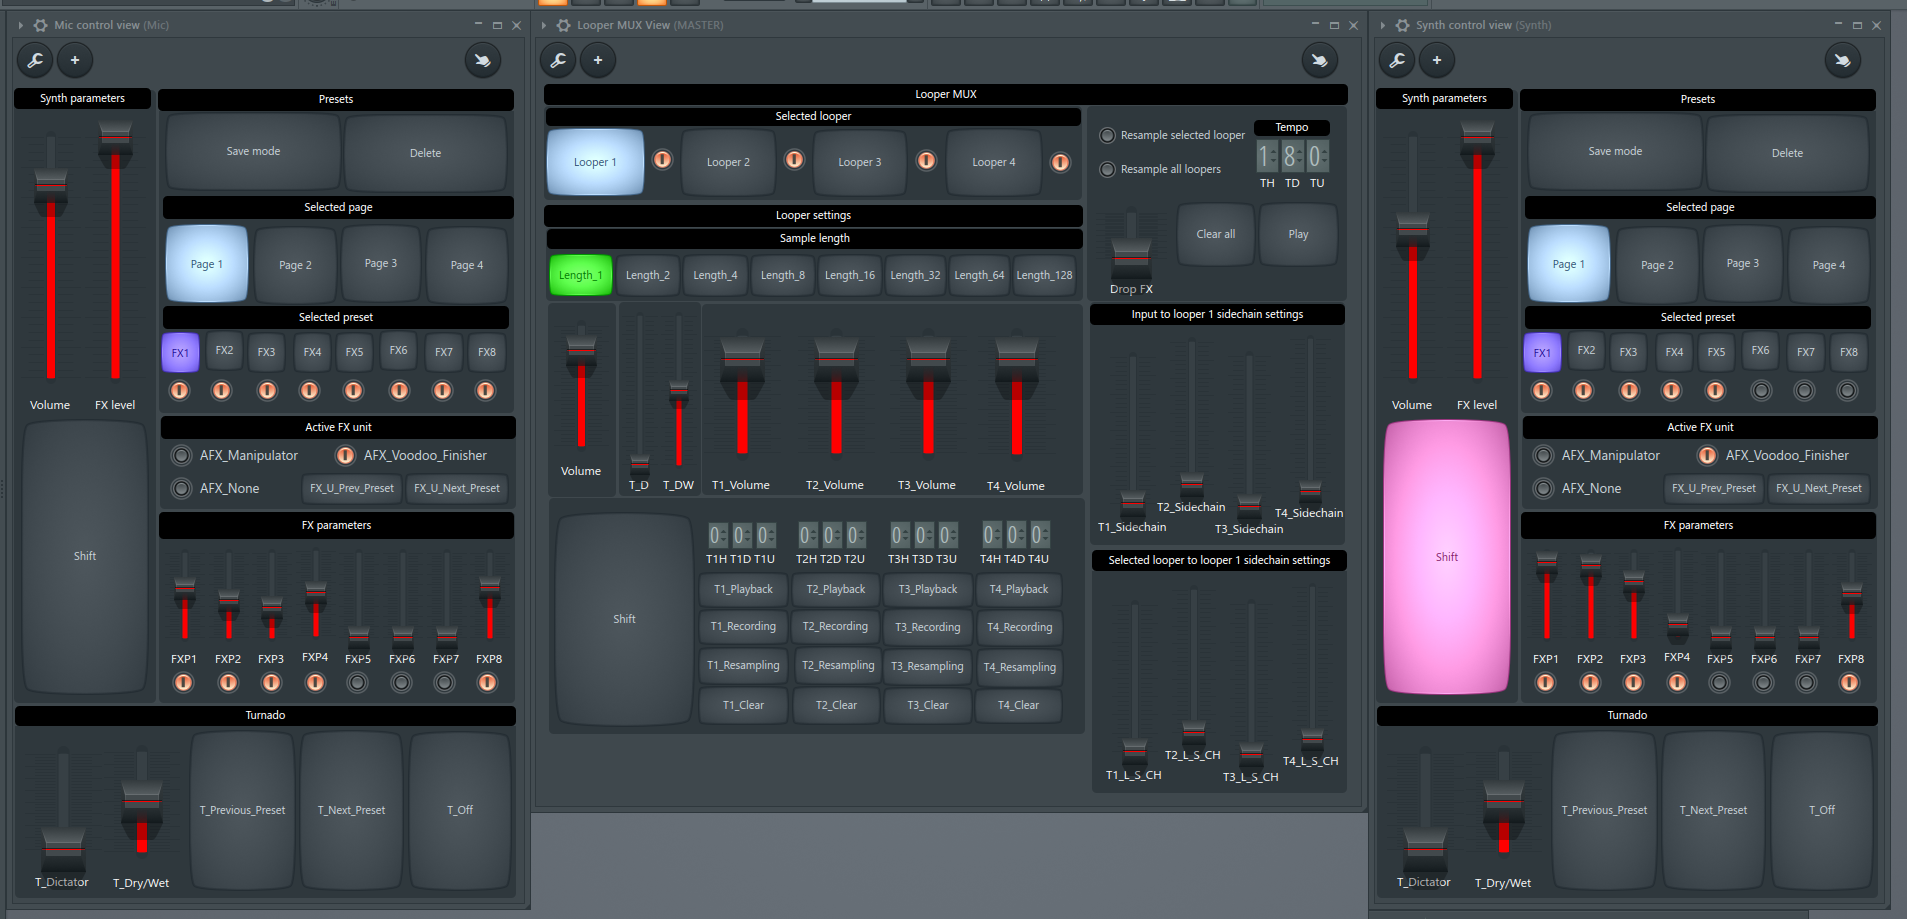 Mic control view (Mic)
Synth parameters
Presets
Save mode
Delete
Selected page
Page 1
Page 2
Page 3
Page 4
Selected preset
FX1
FX2
FX3
FX4
FX5
FX6
FX7
FX8
Volume
FX level
Active FX unit
AFX_Manipulator
AFX_Voodoo_Finisher
AFX_None
FX_U_Prev_Preset
FX_U_Next_Preset
Shift
FX parameters
FXP1
FXP2
FXP3
FXP4
FXP5
FXP6
FXP7
FXP8
Turnado
T_Previous_Preset
T_Next_Preset
T_Off
T_Dictator
T_Dry/Wet
Looper MUX View (MASTER)
Looper MUX
Selected looper
Looper 1
Looper 2
Looper 3
Looper 4
Resample selected looper
Resample all loopers
Tempo
1 8 0
TH TD TU
Looper settings
Sample length
Length_1
Length_2
Length_4
Length_8
Length_16
Length_32
Length_64
Length_128
Clear all
Play
Drop FX
Volume
T_D
T_DW
T1_Volume
T2_Volume
T3_Volume
T4_Volume
Input to looper 1 sidechain settings
T1_Sidechain
T2_Sidechain
T3_Sidechain
T4_Sidechain
Shift
0 0 0
0 0 0
0 0 0
0 0 0
T1H T1D T1U
T2H T2D T2U
T3H T3D T3U
T4H T4D T4U
T1_Playback
T2_Playback
T3_Playback
T4_Playback
T1_Recording
T2_Recording
T3_Recording
T4_Recording
T1_Resampling
T2_Resampling
T3_Resampling
T4_Resampling
T1_Clear
T2_Clear
T3_Clear
T4_Clear
Selected looper to looper 1 sidechain settings
T1_L_S_CH
T2_L_S_CH
T3_L_S_CH
T4_L_S_CH
Synth control view (Synth)
Synth parameters
Presets
Save mode
Delete
Selected page
Page 1
Page 2
Page 3
Page 4
Selected preset
FX1
FX2
FX3
FX4
FX5
FX6
FX7
FX8
Volume
FX level
Active FX unit
AFX_Manipulator
AFX_Voodoo_Finisher
AFX_None
FX_U_Prev_Preset
FX_U_Next_Preset
Shift
FX parameters
FXP1
FXP2
FXP3
FXP4
FXP5
FXP6
FXP7
FXP8
Turnado
T_Previous_Preset
T_Next_Preset
T_Off
T_Dictator
T_Dry/Wet